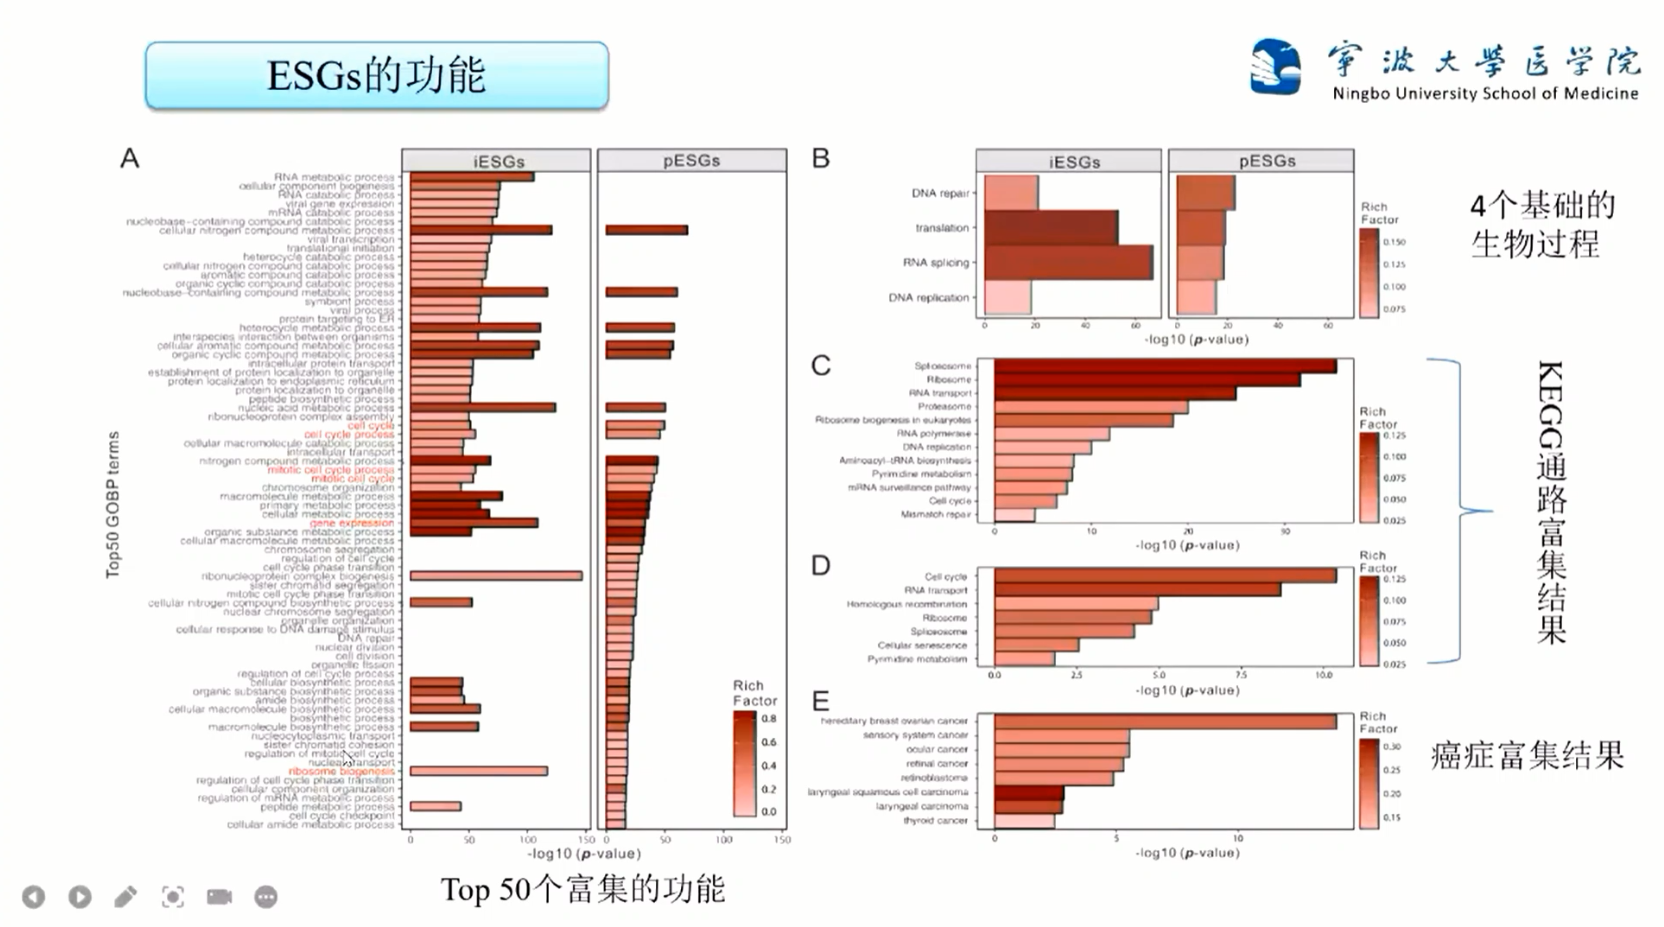 ESGs的功能
寧波大學医学院
Ningbo University School of Medicine
A
iESGs
pESGs
RNA metabolic process
cellular component biogenesis
RNA catabolic process
viral gene expression
mRNA catabolic process
nucleobase-containing compound catabolic process
cellular nitrogen compound metabolic process
viral transcription
translational initiation
heterocycle catabolic process
cellular nitrogen compound catabolic process
aromatic compound catabolic process
organic cyclic compound catabolic process
nucleobase-containing compound metabolic process
symbiont process
viral process
protein targeting to ER
heterocycle metabolic process
interspecies interaction between organisms
cellular aromatic compound metabolic process
organic cyclic compound metabolic process
intracellular protein transport
establishment of protein localization to organelle
protein localization to endoplasmic reticulum
protein localization to organelle
peptide biosynthetic process
nucleic acid metabolic process
ribonucleoprotein complex assembly
cell cycle
cell cycle process
cellular macromolecule catabolic process
intracellular transport
nitrogen compound metabolic process
mitotic cell cycle process
mitotic cell cycle
chromosome organization
macromolecule metabolic process
primary metabolic process
cellular metabolic process
gene expression
organic substance metabolic process
cellular macromolecule metabolic process
chromosome segregation
regulation of cell cycle
cell cycle phase transition
ribonucleoprotein complex biogenesis
sister chromatid segregation
mitotic cell cycle phase transition
cellular nitrogen compound biosynthetic process
nuclear chromosome segregation
organelle organization
cellular response to DNA damage stimulus
DNA repair
nuclear division
cell division
organelle fission
regulation of cell cycle process
cellular biosynthetic process
organic substance biosynthetic process
amide biosynthetic process
cellular macromolecule biosynthetic process
biosynthetic process
macromolecule biosynthetic process
nucleocytoplasmic transport
sister chromatid cohesion
regulation of mitotic cell cycle
nuclear transport
ribosome biogenesis
regulation of cell cycle phase transition
cellular component organization
regulation of mRNA metabolic process
peptide metabolic process
cell cycle checkpoint
cellular amide metabolic process
Top50 GOBP terms
0 50 100 150 0 50 100 150
-log10 (p-value)
Rich
Factor
0.8
0.6
0.4
0.2
0.0
Top 50个富集的功能
B
iESGs
pESGs
DNA repair
translation
RNA splicing
DNA replication
0 20 40 60 0 20 40 60
-log10 (p-value)
Rich
Factor
0.150
0.125
0.100
0.075
4个基础的
生物过程
C
Spliceosome
Ribosome
RNA transport
Proteasome
Ribosome biogenesis in eukaryotes
RNA polymerase
DNA replication
Aminoacyl-tRNA biosynthesis
Pyrimidine metabolism
mRNA surveillance pathway
Cell cycle
Mismatch repair
0 10 20 30
-log10 (p-value)
Rich
Factor
0.125
0.100
0.075
0.050
0.025
KEGG通路富集结果
D
Cell cycle
RNA transport
Homologous recombination
Ribosome
Spliceosome
Cellular senescence
Pyrimidine metabolism
0.0 2.5 5.0 7.5 10.0
-log10 (p-value)
Rich
Factor
0.125
0.100
0.075
0.050
0.025
E
hereditary breast ovarian cancer
sensory system cancer
ocular cancer
retinal cancer
retinoblastoma
laryngeal squamous cell carcinoma
laryngeal carcinoma
thyroid cancer
0 5 10
-log10 (p-value)
Rich
Factor
0.30
0.25
0.20
0.15
癌症富集结果